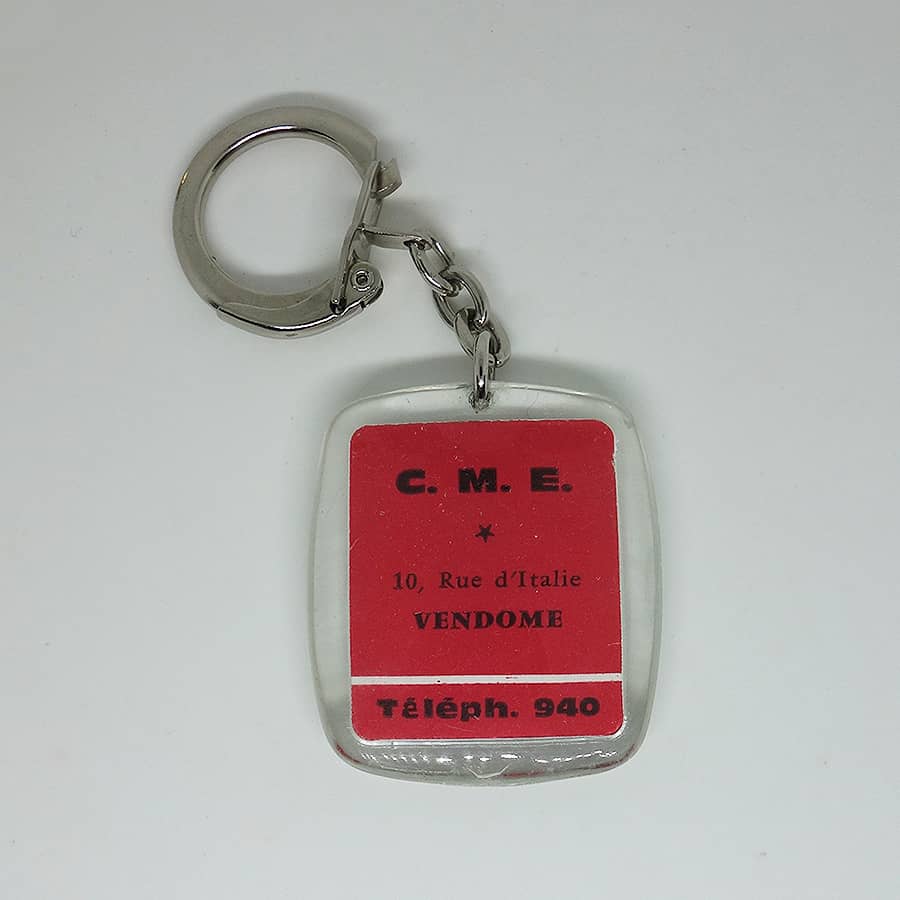 C. M. E.
10, Rue d'Italie
VENDOME
Téléph. 940